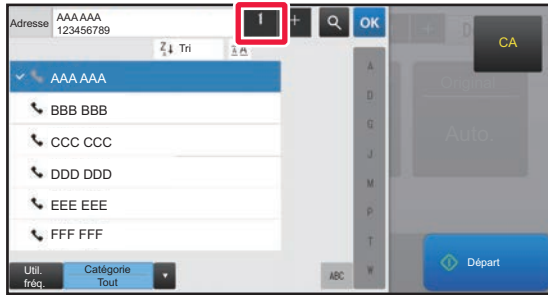 Adresse
AAA AAA
123456789
1
+
OK
CA
Tri
AAA AAA
BBB BBB
CCC CCC
DDD DDD
EEE EEE
FFF FFF
A
D
G
J
M
P
T
W
ABC
Original
Auto.
Util.
fréq.
Catégorie
Tout
Départ